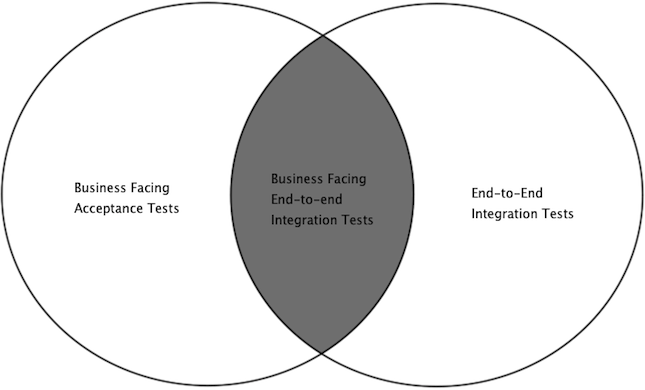 Business Facing
Acceptance Tests
Business Facing
End-to-end
Integration Tests
End-to-End
Integration Tests